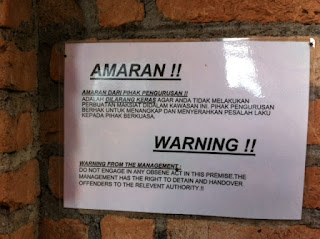 AMARAN !!
AMARAN DARI PIHAK PENGURUSAN !!
ADALAH DILARANG KERAS AGAR ANDA TIDAK MELAKUKAN
PERBUATAN MAKSIAT DIDALAM KAWASAN INI. PIHAK PENGURUSAN
BERHAK UNTUK MENANGKAP DAN MENYERAHKAN PESALAH LAKU
KEPADA PIHAK BERKUASA.
WARNING !!
WARNING FROM THE MANAGEMENT !
DO NOT ENGAGE IN ANY OBSENE ACT IN THIS PREMISE.THE
MANAGEMENT HAS THE RIGHT TO DETAIN AND HANDOVER
OFFENDERS TO THE RELEVENT AUTHORITY.!!